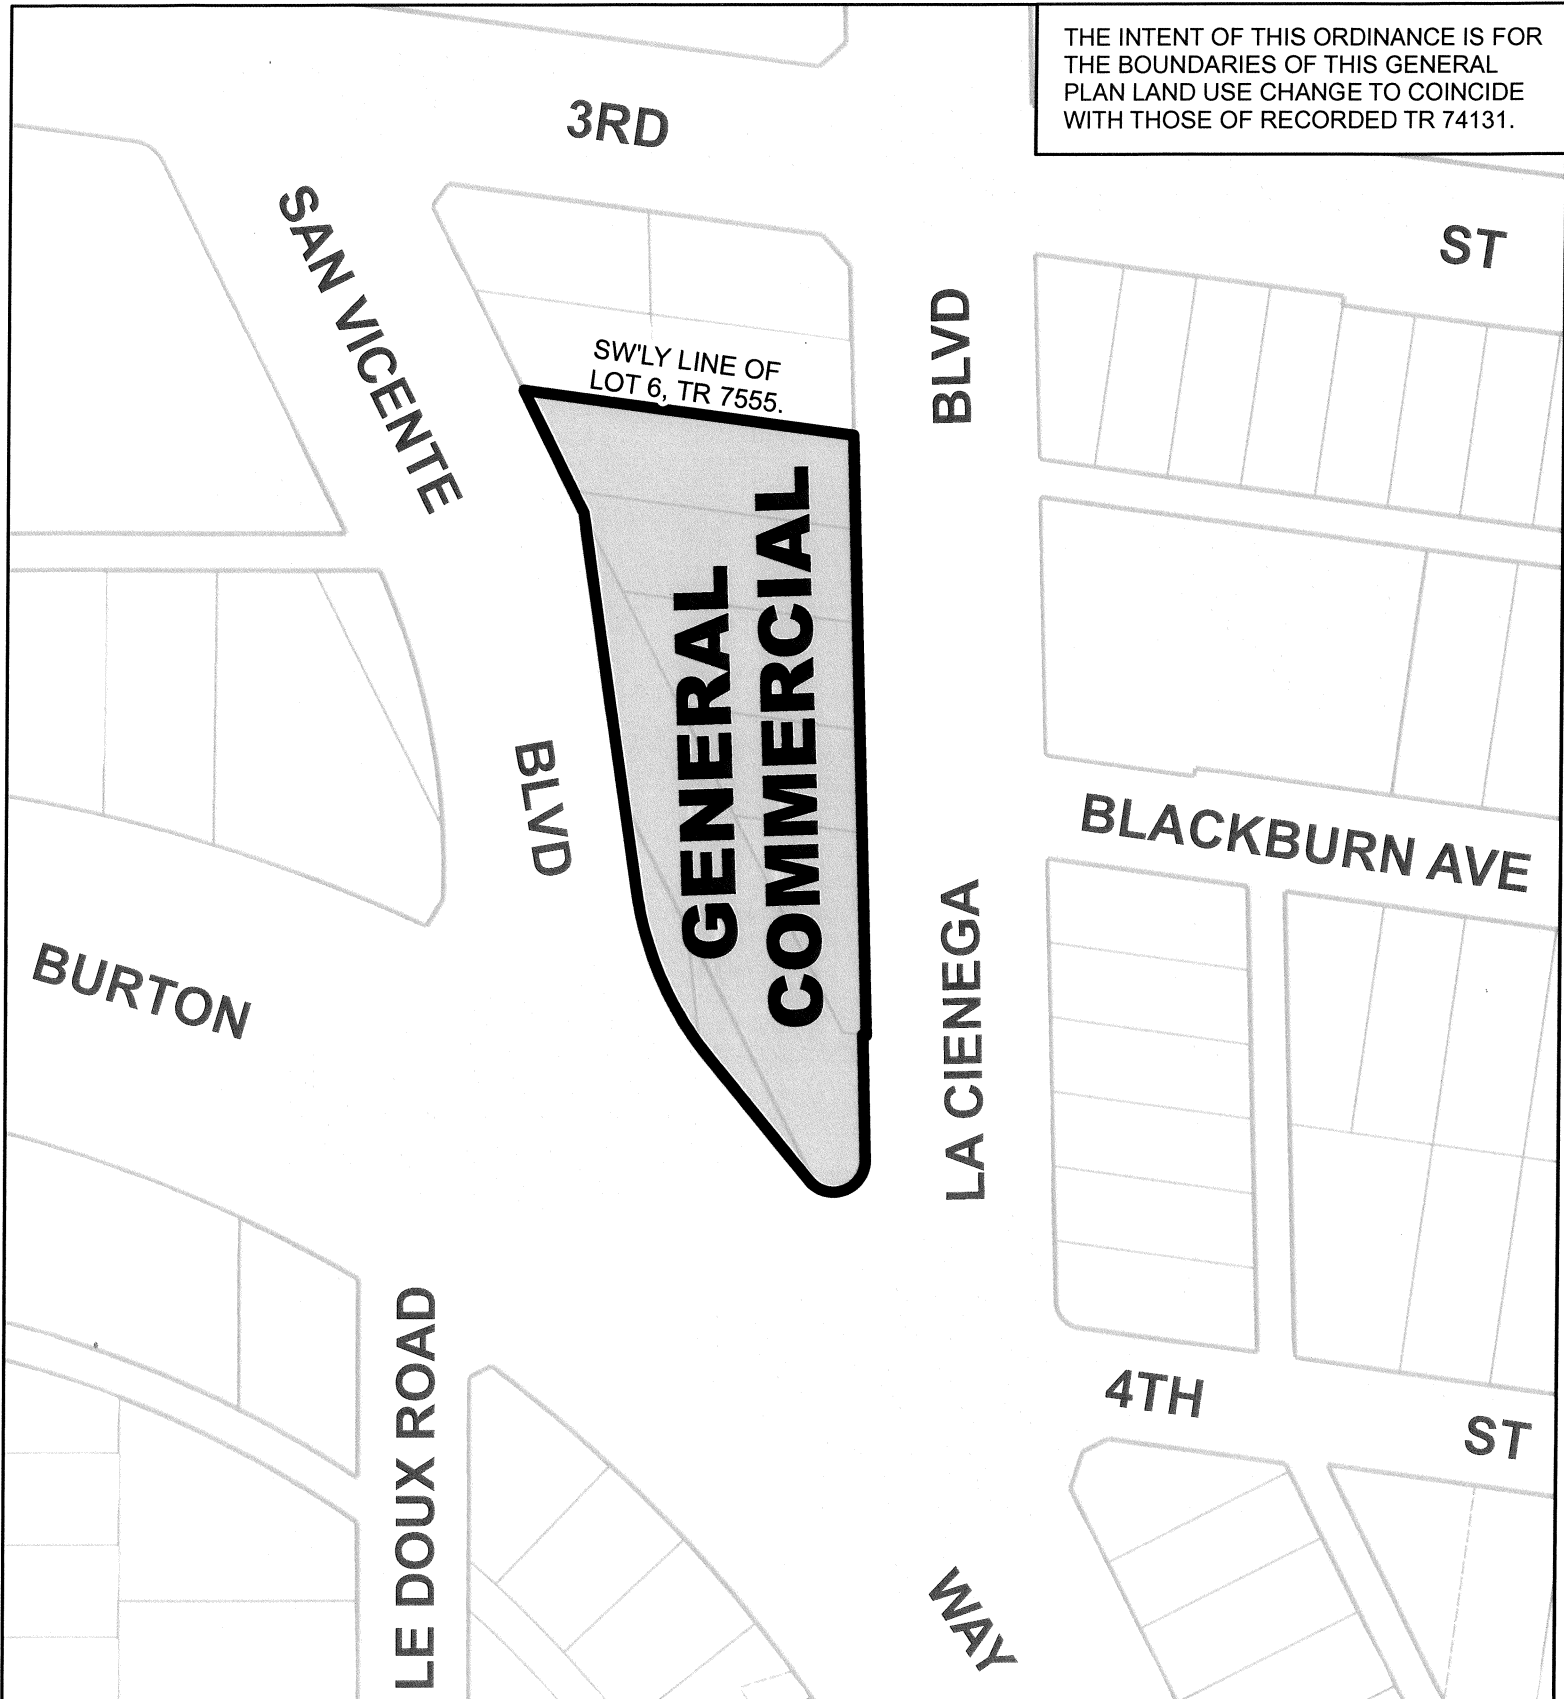 THE INTENT OF THIS ORDINANCE IS FOR
THE BOUNDARIES OF THIS GENERAL
PLAN LAND USE CHANGE TO COINCIDE
WITH THOSE OF RECORDED TR 74131.
3RD
ST
SAN VICENTE
BLVD
SW'LY LINE OF
LOT 6, TR 7555.
GENERAL
COMMERCIAL
BLVD
BLACKBURN AVE
LA CIENEGA
BURTON
LE DOUX ROAD
4TH
ST
WAY